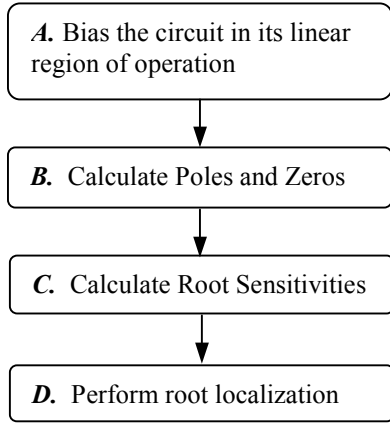 A. Bias the circuit in its linear
region of operation
B. Calculate Poles and Zeros
C. Calculate Root Sensitivities
D. Perform root localization